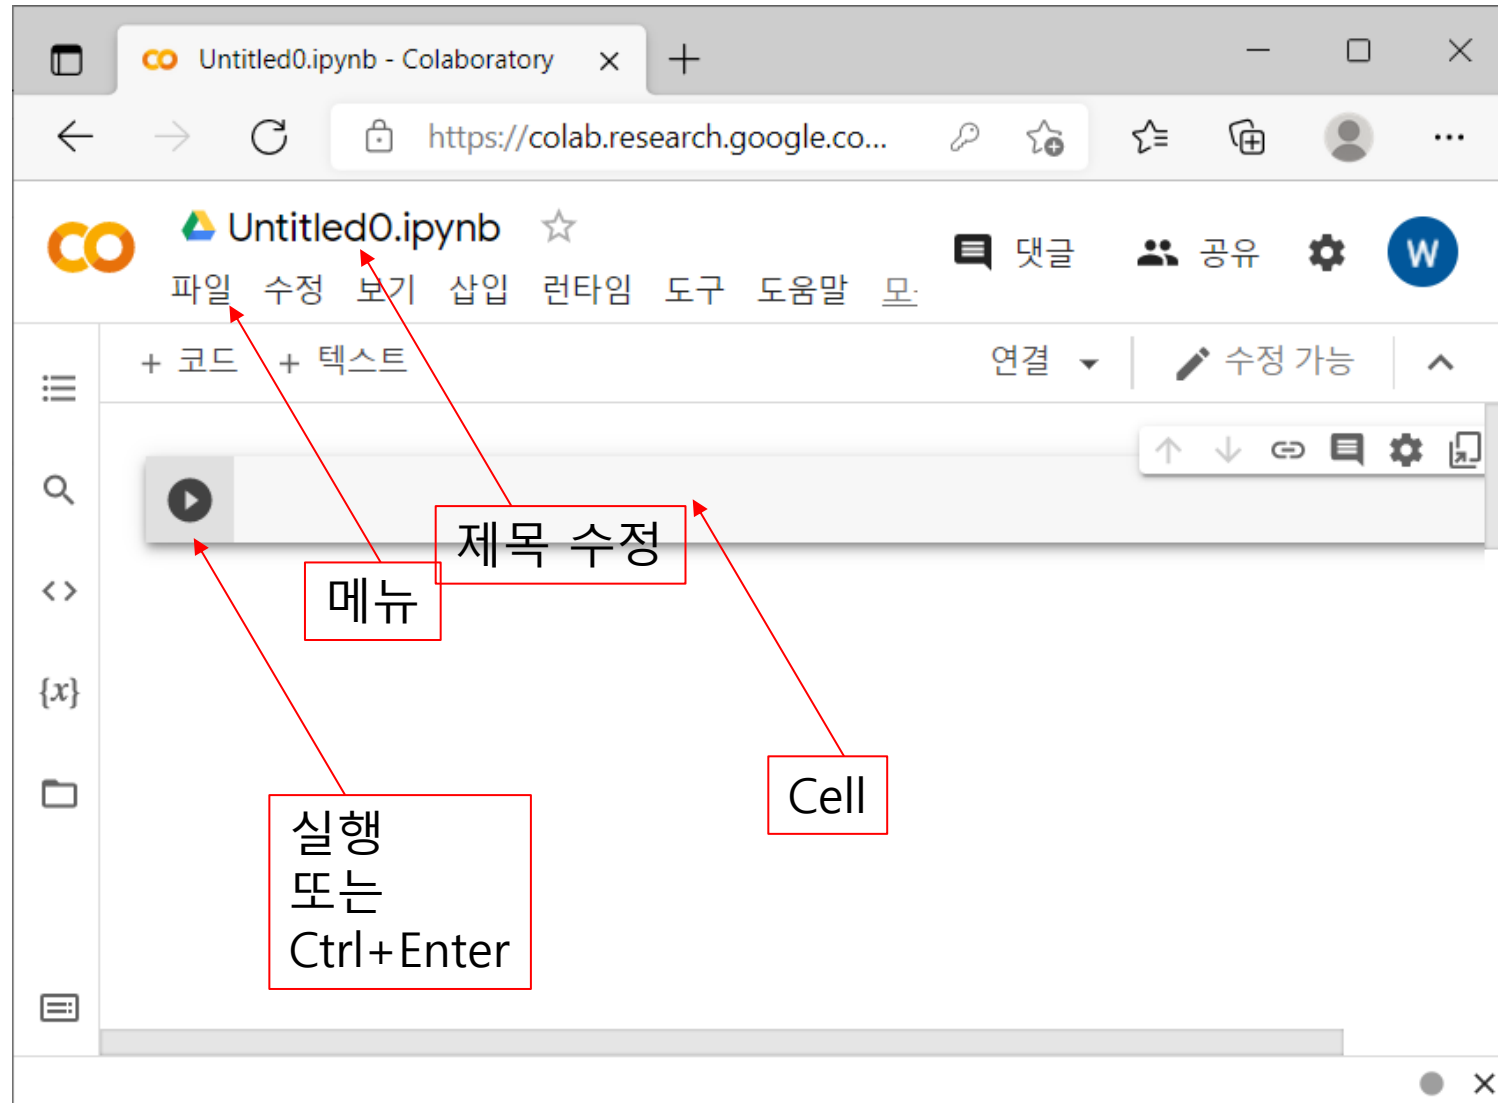 Untitled0.ipynb - Colaboratory
https://colab.research.google.co...
Untitled0.ipynb
댓글 공유 W
파일 수정 보기 삽입 런타임 도구 도움말
+ 코드 + 텍스트
연결 수정 가능
제목 수정
메뉴
{x}
Cell
실행
또는
Ctrl+Enter